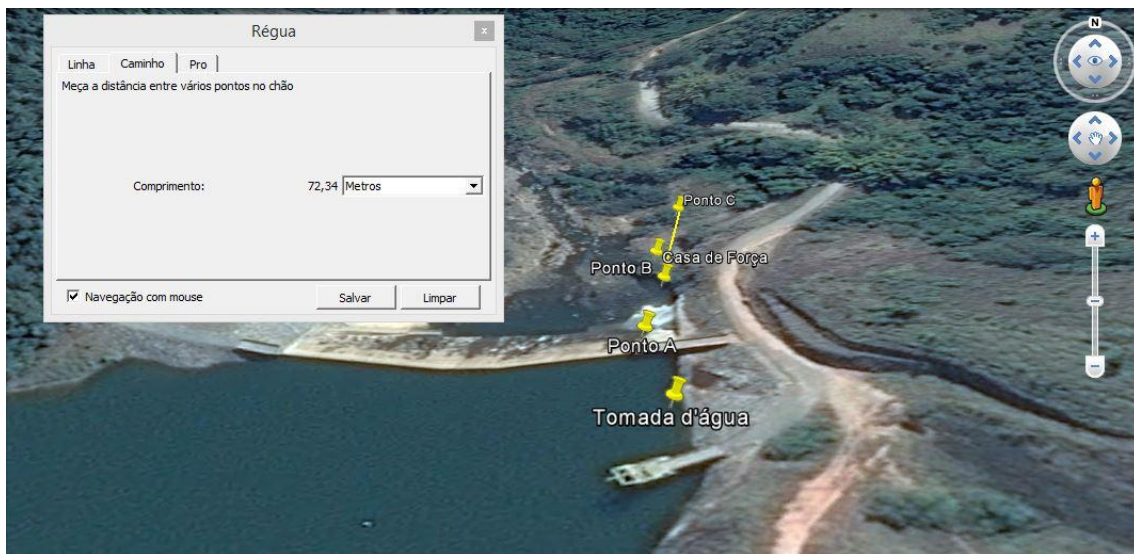 Régua
x
Linha Caminho Pro
Meça a distância entre vários pontos no chão
Comprimento: 72,34 Metros
Navegação com mouse Salvar Limpar
N
Ponto C
Casa de Força
Ponto B
Ponto A
Tomada d'água